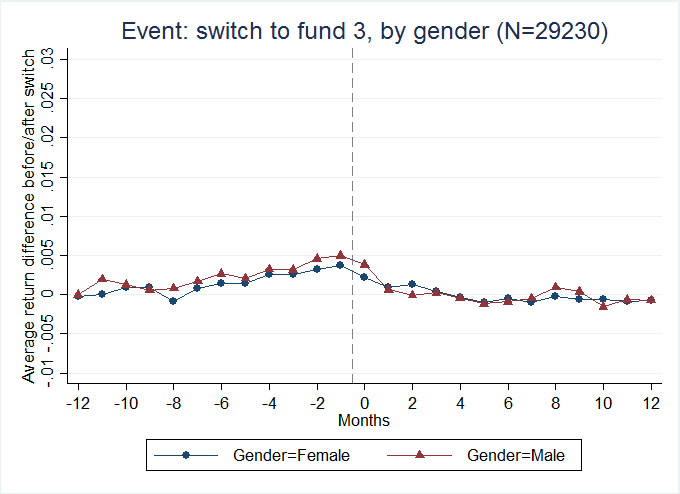 Event: switch to fund 3, by gender (N=29230)
Average return difference before/after switch
.03
.025
.02
.015
.01
.005
0
-.005
-.01
-12 -10 -8 -6 -4 -2 0 2 4 6 8 10 12
Months
Gender=Female Gender=Male